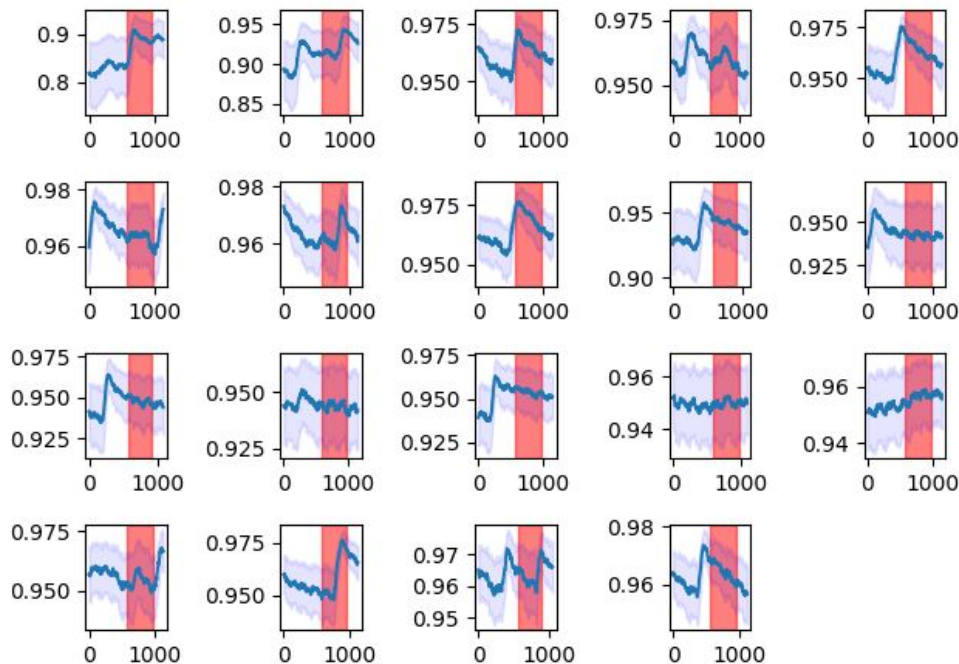 0.9 0.95 0.975 0.975 0.975
0.8 0.90 0.950 0.950 0.950
0.85
0 1000 0 1000 0 1000 0 1000 0 1000
0.98 0.98 0.975 0.95 0.950
0.96 0.96 0.950 0.90 0.925
0 1000 0 1000 0 1000 0 1000 0 1000
0.975 0.950 0.975 0.96 0.96
0.950 0.925 0.950 0.94 0.94
0.925 0.925
0 1000 0 1000 0 1000 0 1000 0 1000
0.975 0.975 0.97 0.98
0.950 0.950 0.96 0.96
0.95
0 1000 0 1000 0 1000 0 1000